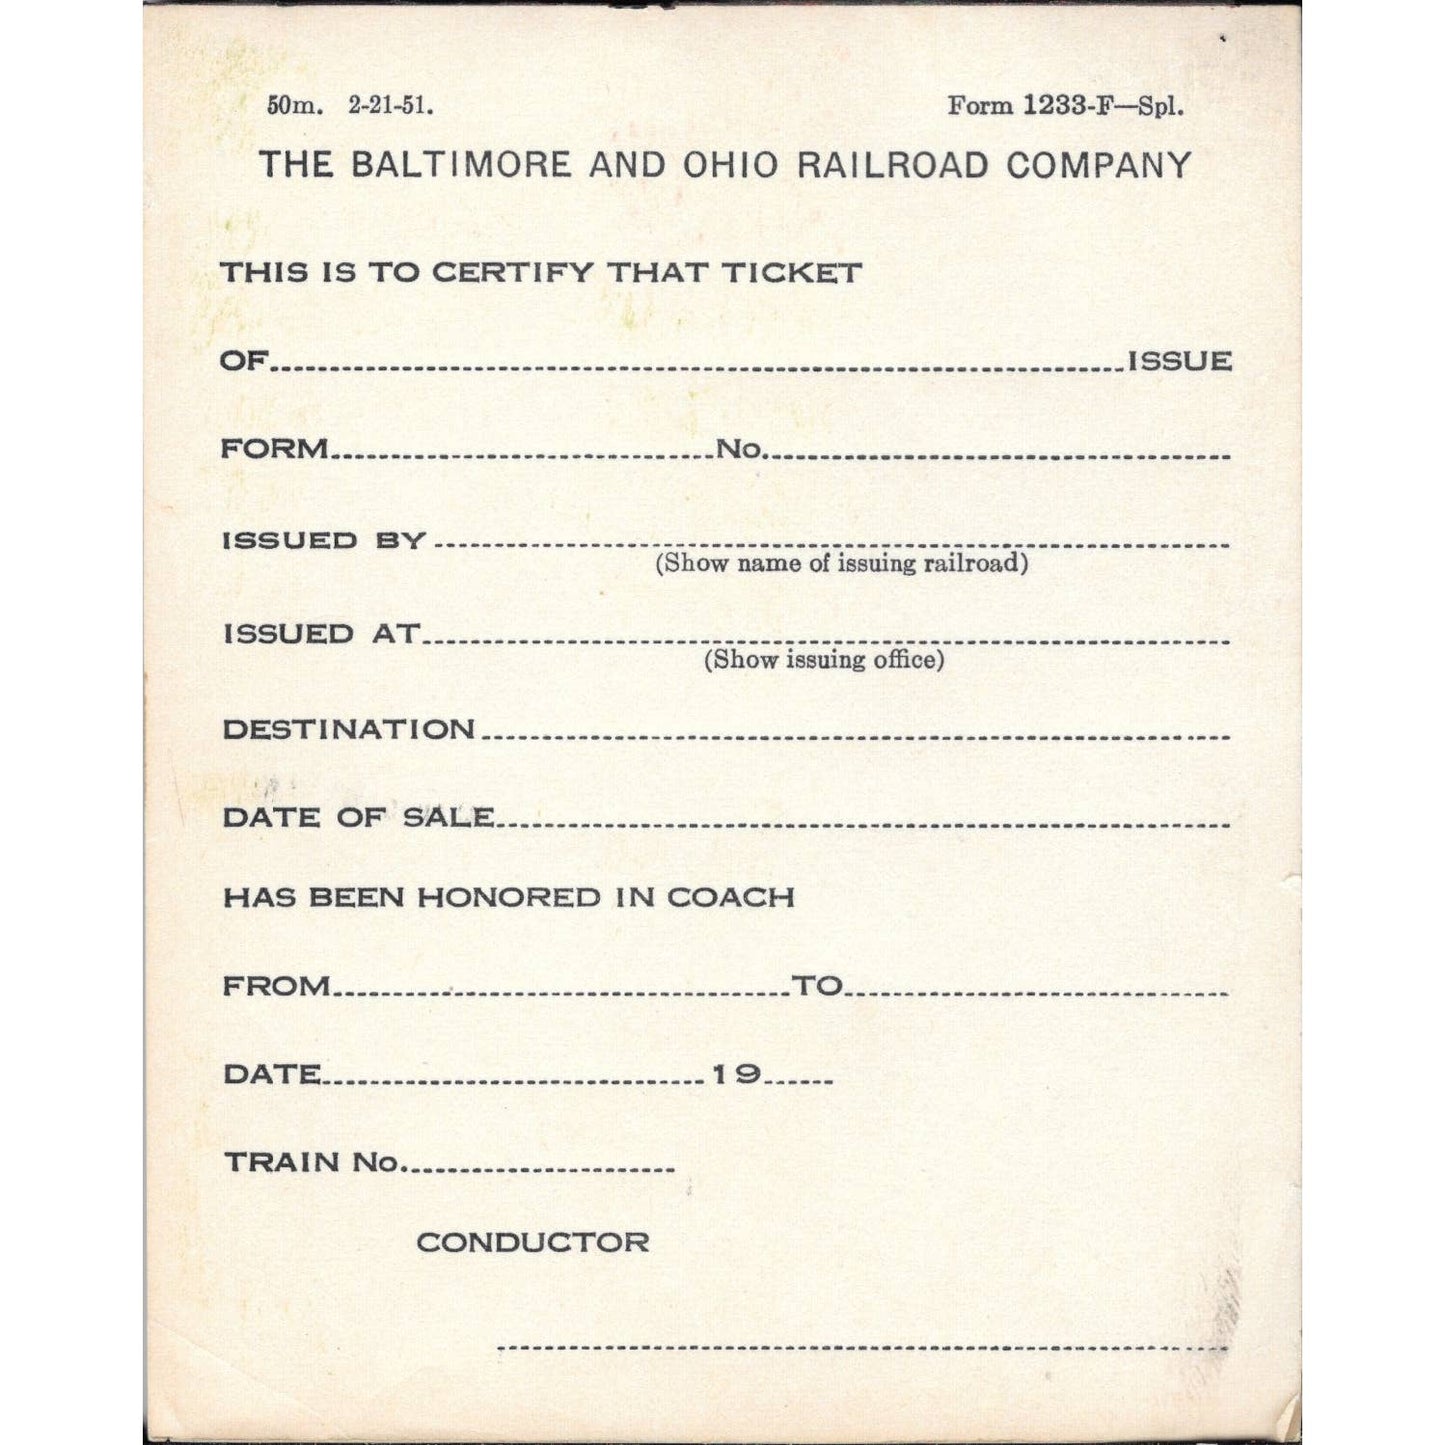 50m. 2-21-51. Form 1233-F—Spl.
THE BALTIMORE AND OHIO RAILROAD COMPANY
THIS IS TO CERTIFY THAT TICKET
OF ISSUE
FORM No.
ISSUED BY
(Show name of issuing railroad)
ISSUED AT
(Show issuing office)
DESTINATION
DATE OF SALE
HAS BEEN HONORED IN COACH
FROM TO
DATE 19
TRAIN No.
CONDUCTOR